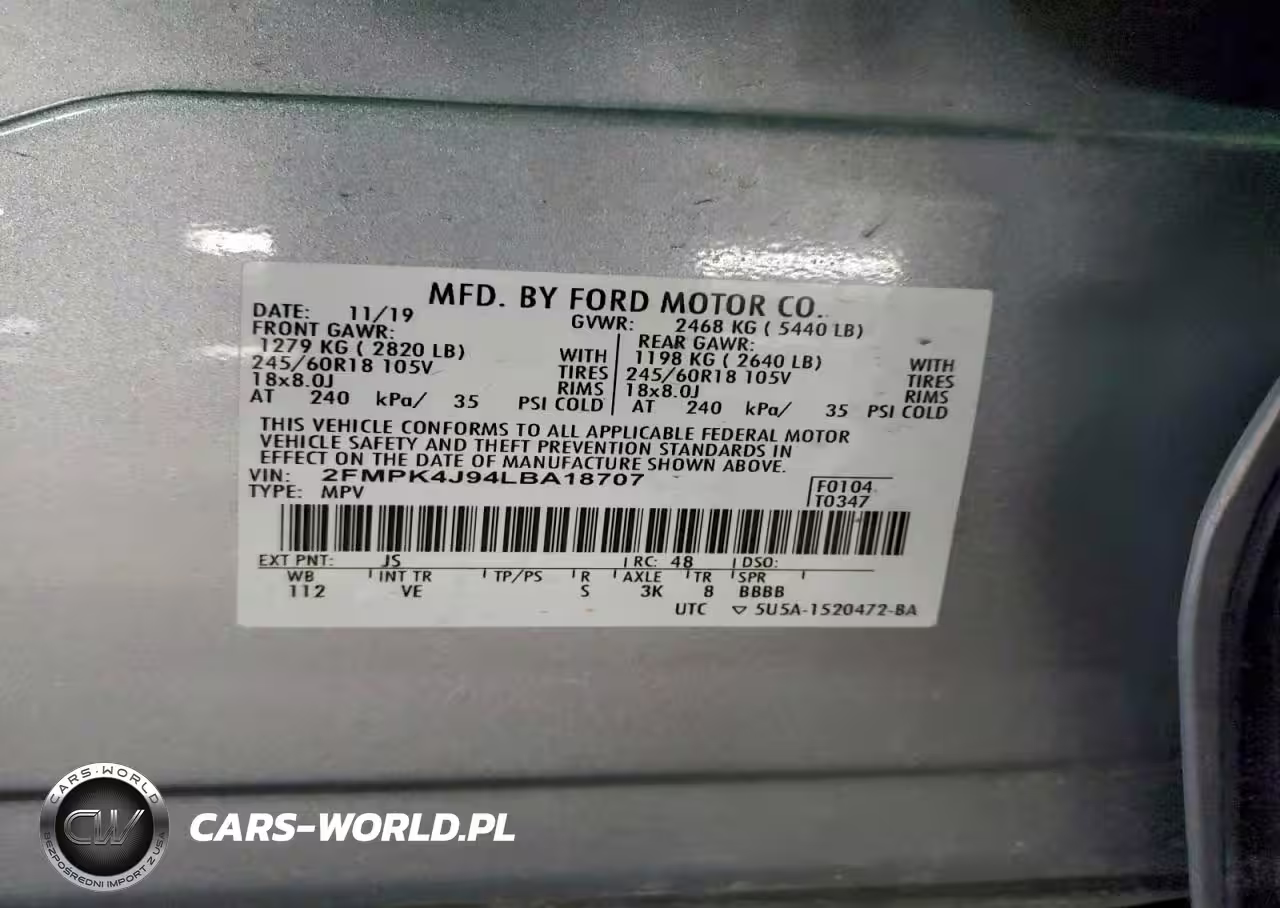 MFD. BY FORD MOTOR CO.
DATE: 11/19 GVWR: 2468 KG ( 5440 LB)
FRONT GAWR: REAR GAWR:
1279 KG ( 2820 LB) WITH 1198 KG ( 2640 LB) WITH
245/60R18 105V TIRES 245/60R18 105V TIRES
18x8.0J RIMS 18x8.0J RIMS
AT 240 kPa/ 35 PSI COLD AT 240 kPa/ 35 PSI COLD
THIS VEHICLE CONFORMS TO ALL APPLICABLE FEDERAL MOTOR
VEHICLE SAFETY AND THEFT PREVENTION STANDARDS IN
EFFECT ON THE DATE OF MANUFACTURE SHOWN ABOVE.
VIN: 2FMPK4J94LBA18707 F0104
TYPE: MPV T0347
EXT PNT: JS RC: 48 DSO:
WB INT TR TP/PS R AXLE TR SPR
112 VE S 3K 8 BBBB
UTC ▽ 5U5A-1520472-BA
CARS-WORLD
CW
BEZPOŚREDNI IMPORT Z USA
CARS-WORLD.PL